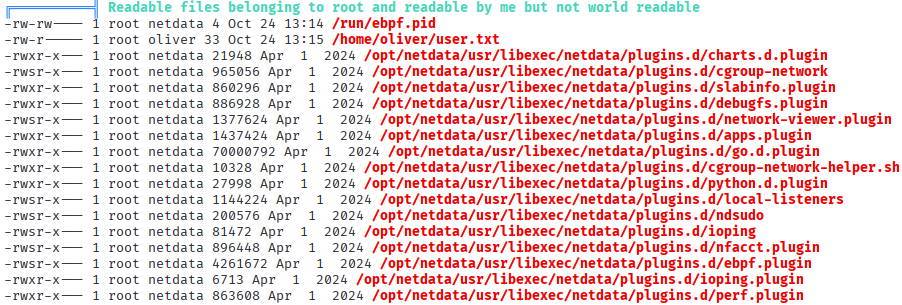 Readable files belonging to root and readable by me but not world readable
-rw-rw---- 1 root netdata 4 Oct 24 13:14 /run/ebpf.pid
-rw-r----- 1 root oliver 33 Oct 24 13:15 /home/oliver/user.txt
-rwxr-x--- 1 root netdata 21948 Apr  1  2024 /opt/netdata/usr/libexec/netdata/plugins.d/charts.d.plugin
-rwsr-x--- 1 root netdata 965056 Apr  1  2024 /opt/netdata/usr/libexec/netdata/plugins.d/cgroup-network
-rwxr-x--- 1 root netdata 860296 Apr  1  2024 /opt/netdata/usr/libexec/netdata/plugins.d/slabinfo.plugin
-rwxr-x--- 1 root netdata 886928 Apr  1  2024 /opt/netdata/usr/libexec/netdata/plugins.d/debugfs.plugin
-rwsr-x--- 1 root netdata 1377624 Apr  1  2024 /opt/netdata/usr/libexec/netdata/plugins.d/network-viewer.plugin
-rwxr-x--- 1 root netdata 1437424 Apr  1  2024 /opt/netdata/usr/libexec/netdata/plugins.d/apps.plugin
-rwxr-x--- 1 root netdata 70000792 Apr  1  2024 /opt/netdata/usr/libexec/netdata/plugins.d/go.d.plugin
-rwxr-x--- 1 root netdata 10328 Apr  1  2024 /opt/netdata/usr/libexec/netdata/plugins.d/cgroup-network-helper.sh
-rwxr-x--- 1 root netdata 27998 Apr  1  2024 /opt/netdata/usr/libexec/netdata/plugins.d/python.d.plugin
-rwsr-x--- 1 root netdata 1144224 Apr  1  2024 /opt/netdata/usr/libexec/netdata/plugins.d/local-listeners
-rwsr-x--- 1 root netdata 200576 Apr  1  2024 /opt/netdata/usr/libexec/netdata/plugins.d/ndsudo
-rwsr-x--- 1 root netdata 81472 Apr  1  2024 /opt/netdata/usr/libexec/netdata/plugins.d/ioping
-rwsr-x--- 1 root netdata 896448 Apr  1  2024 /opt/netdata/usr/libexec/netdata/plugins.d/nfacct.plugin
-rwsr-x--- 1 root netdata 4261672 Apr  1  2024 /opt/netdata/usr/libexec/netdata/plugins.d/ebpf.plugin
-rwxr-x--- 1 root netdata 6713 Apr  1  2024 /opt/netdata/usr/libexec/netdata/plugins.d/ioping.plugin
-rwxr-x--- 1 root netdata 863608 Apr  1  2024 /opt/netdata/usr/libexec/netdata/plugins.d/perf.plugin